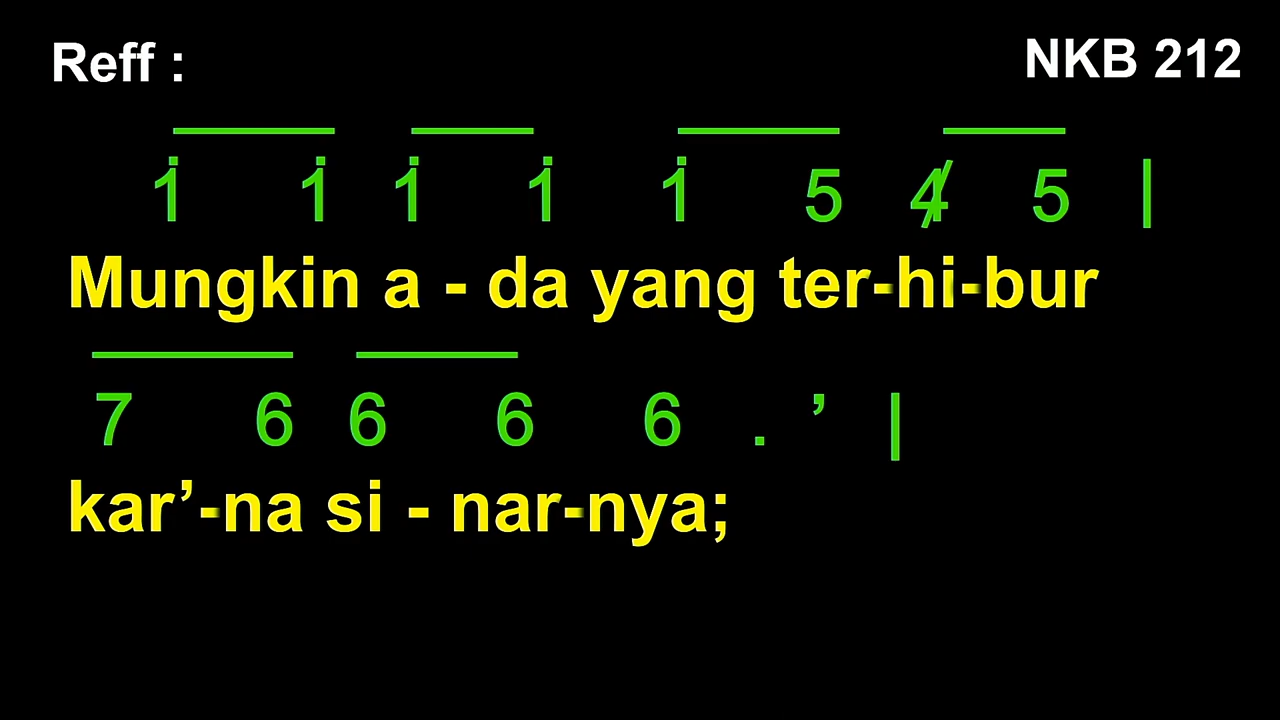 Reff : NKB 212
1̇ 1̇ 1̇ 1̇ 1̇ 5 4̸ 5 |
Mungkin a - da yang ter-hi-bur
7 6 6 6 6 . ’ |
kar’-na si - nar-nya;